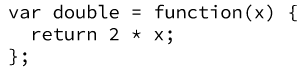 var double = function(x) {
  return 2 * x;
};